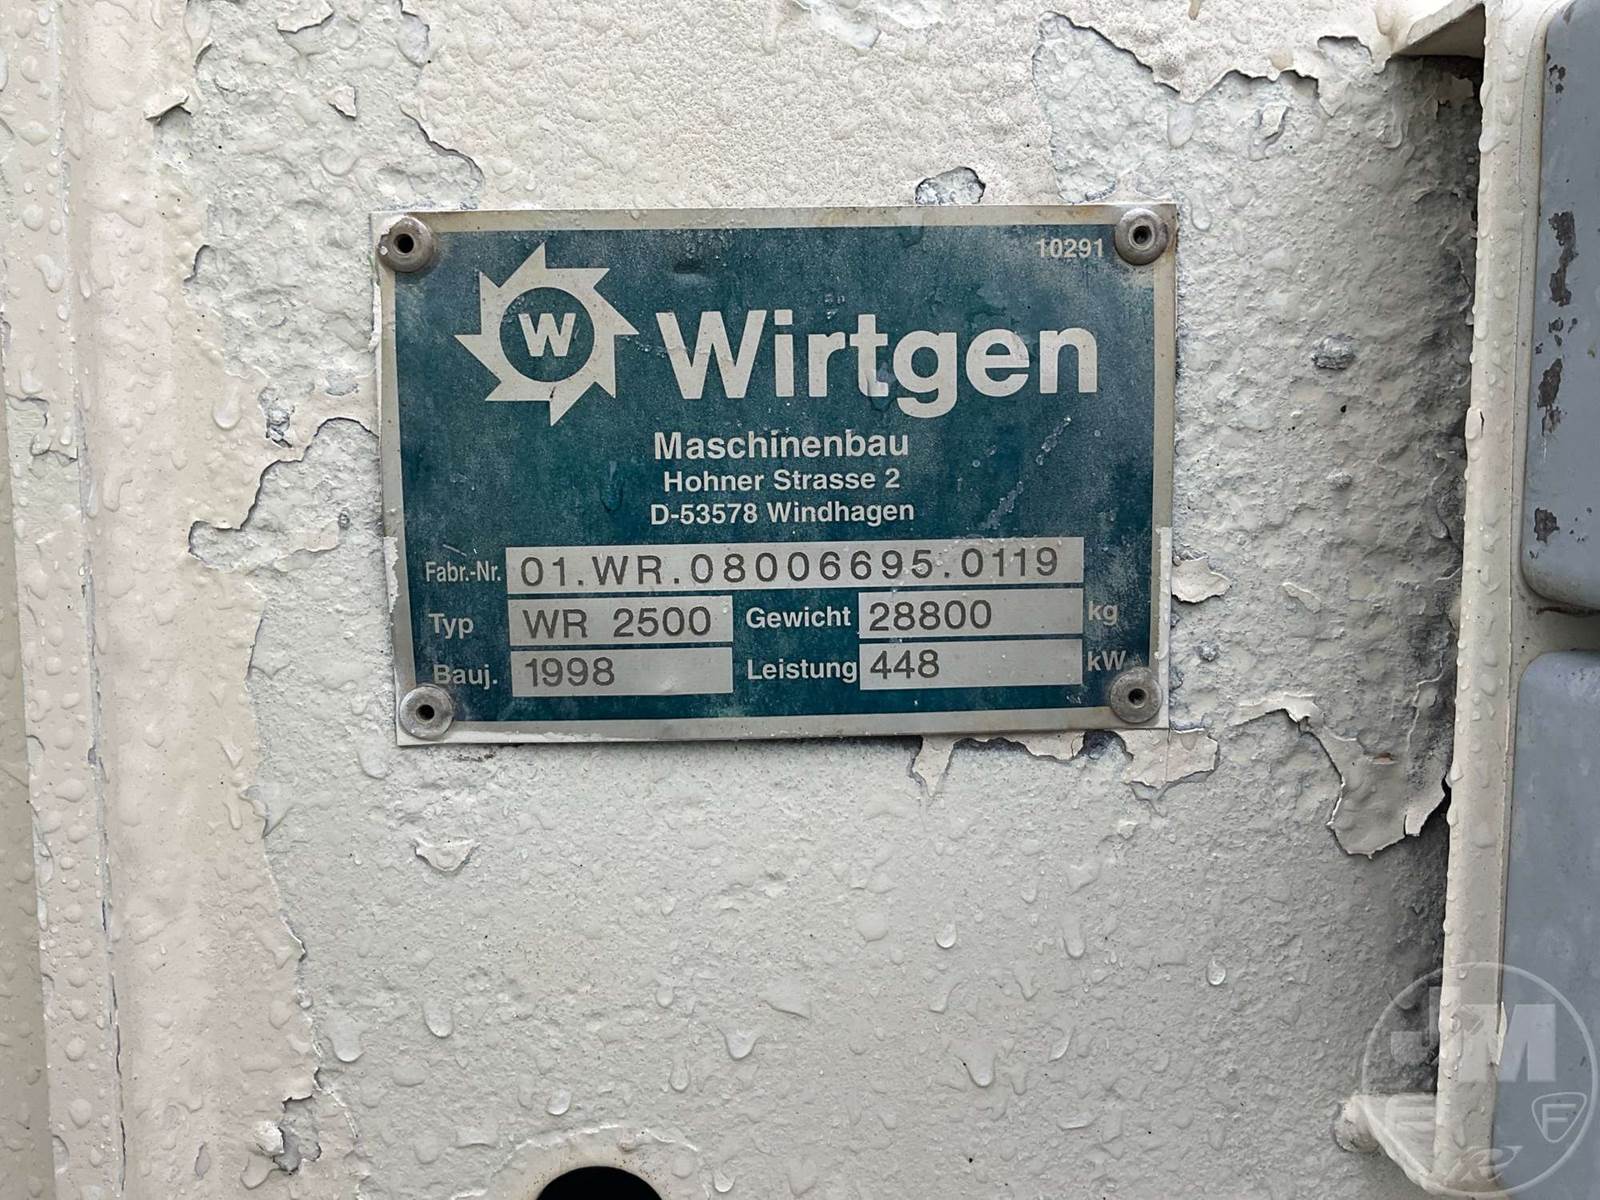 10291
W Wirtgen
Maschinenbau
Hohner Strasse 2
D-53578 Windhagen
Fabr.-Nr. 01.WR.08006695.0119
Typ WR 2500 Gewicht 28800 kg
Bauj. 1998 Leistung 448 kW
JM
F